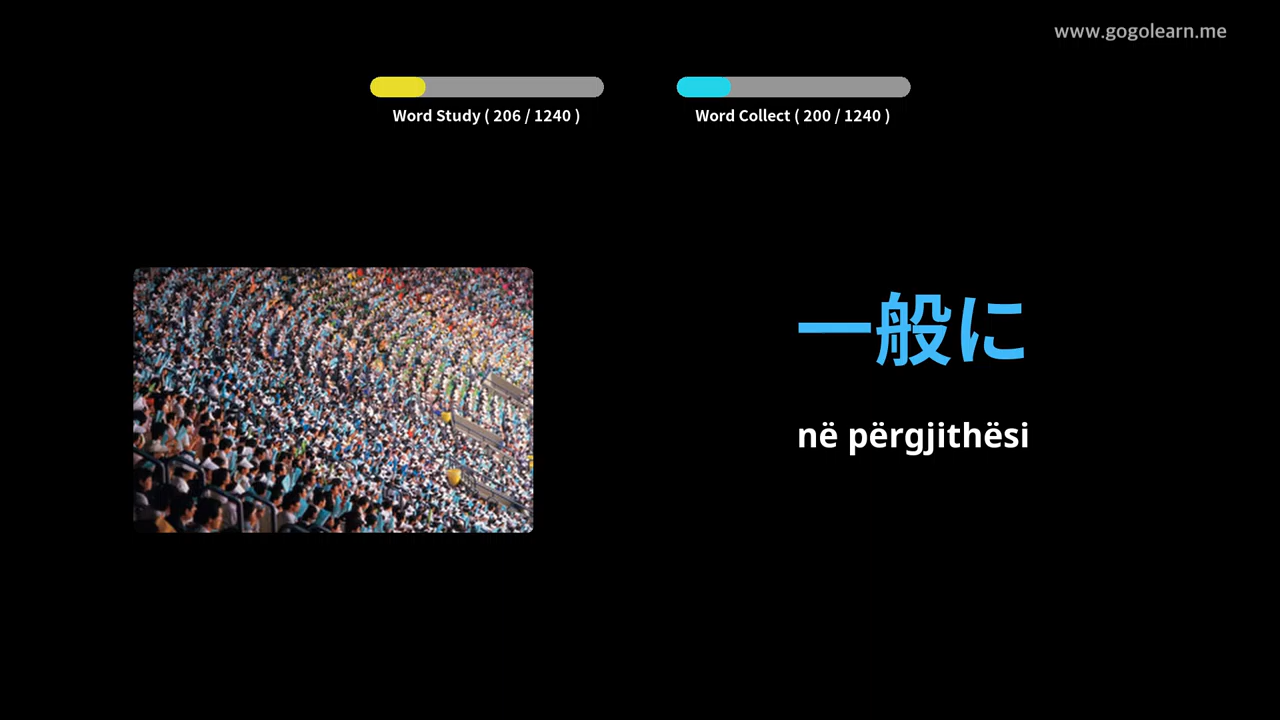 www.gogolearn.me
Word Study ( 206 / 1240 )
Word Collect ( 200 / 1240 )
一般に
në përgjithësi